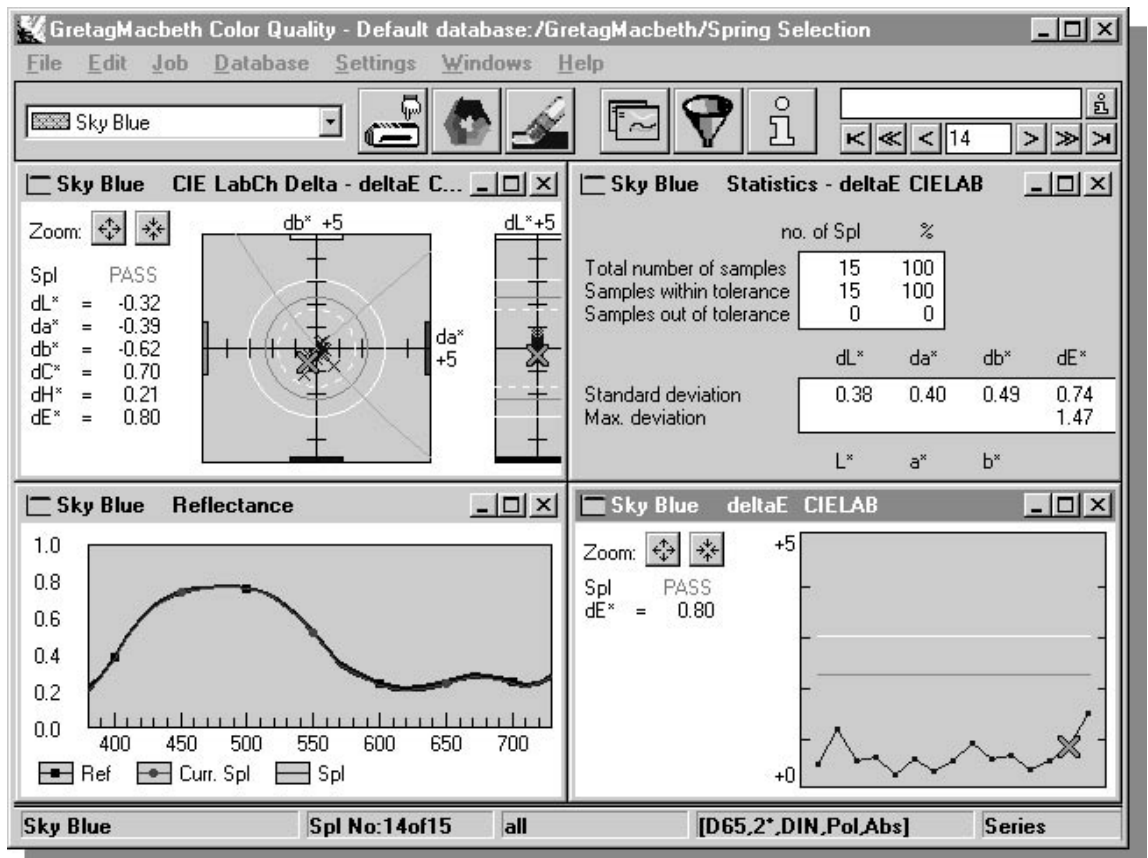 GretagMacbeth Color Quality - Default database:/GretagMacbeth/Spring Selection
File Edit Job Database Settings Windows Help
Sky Blue
14
Sky Blue CIE LabCh Delta - deltaE C...
Zoom:
db* +5
dL*+5
Spl PASS
dL* = -0.32
da* = -0.39
db* = -0.62
dC* = 0.70
dH* = 0.21
dE* = 0.80
da*
+5
Sky Blue Statistics - deltaE CIELAB
no. of Spl %
Total number of samples 15 100
Samples within tolerance 15 100
Samples out of tolerance 0 0
dL* da* db* dE*
Standard deviation 0.38 0.40 0.49 0.74
Max. deviation 1.47
L* a* b*
Sky Blue Reflectance
1.0
0.8
0.6
0.4
0.2
0.0
400 450 500 550 600 650 700
Ref Curr. Spl Spl
Sky Blue deltaE CIELAB
Zoom:
+5
Spl PASS
dE* = 0.80
+0
Sky Blue Spl No:14of15 all [D65,2*,DIN,Pol,Abs] Series